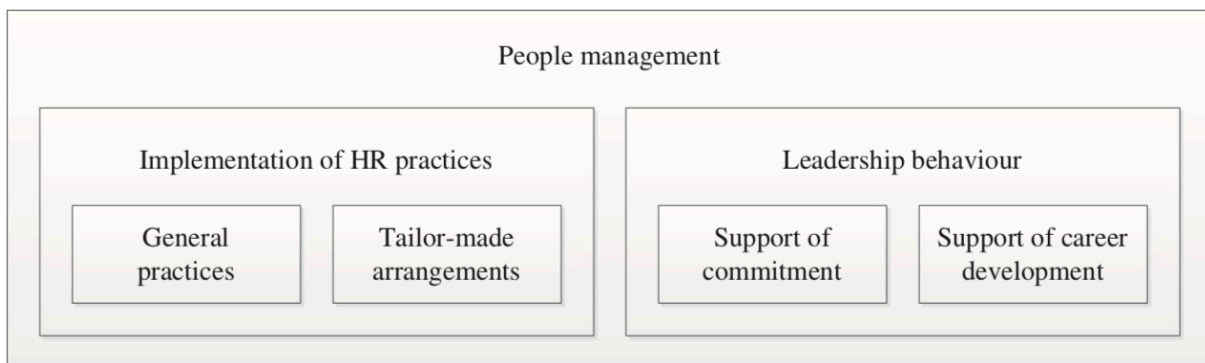 People management
Implementation of HR practices
General
practices
Tailor-made
arrangements
Leadership behaviour
Support of
commitment
Support of career
development